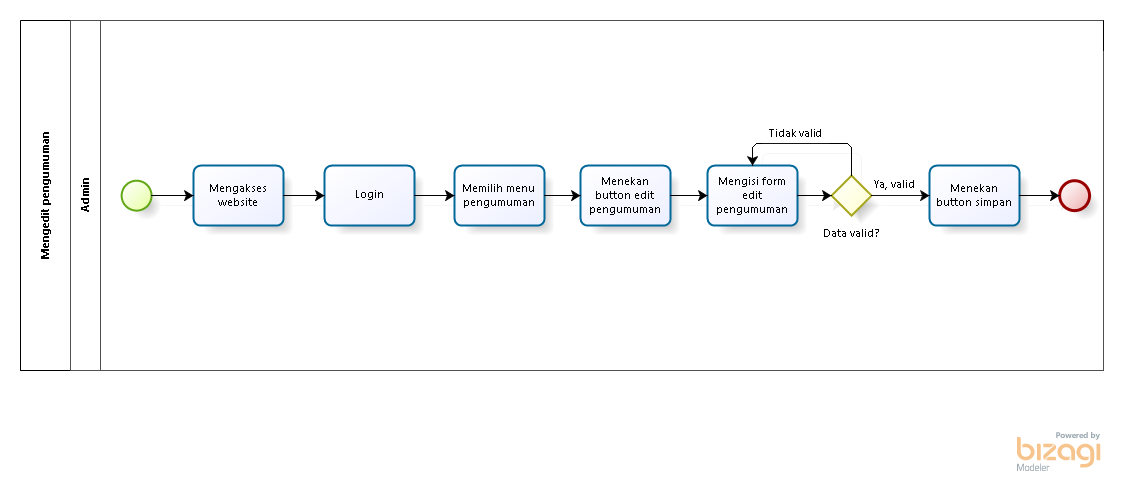 Mengedit pengumuman
Admin
Mengakses
website
Login
Memilih menu
pengumuman
Menekan
button edit
pengumuman
Mengisi form
edit
pengumuman
Tidak valid
Data valid?
Ya, valid
Menekan
button simpan
Powered by
bizagi
Modeler